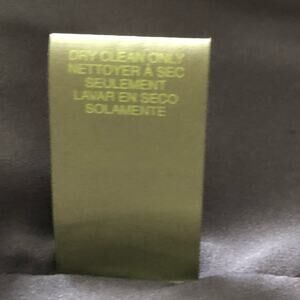 DRY CLEAN ONLY
NETTOYER À SEC
SEULEMENT
LAVAR EN SECO
SOLAMENTE